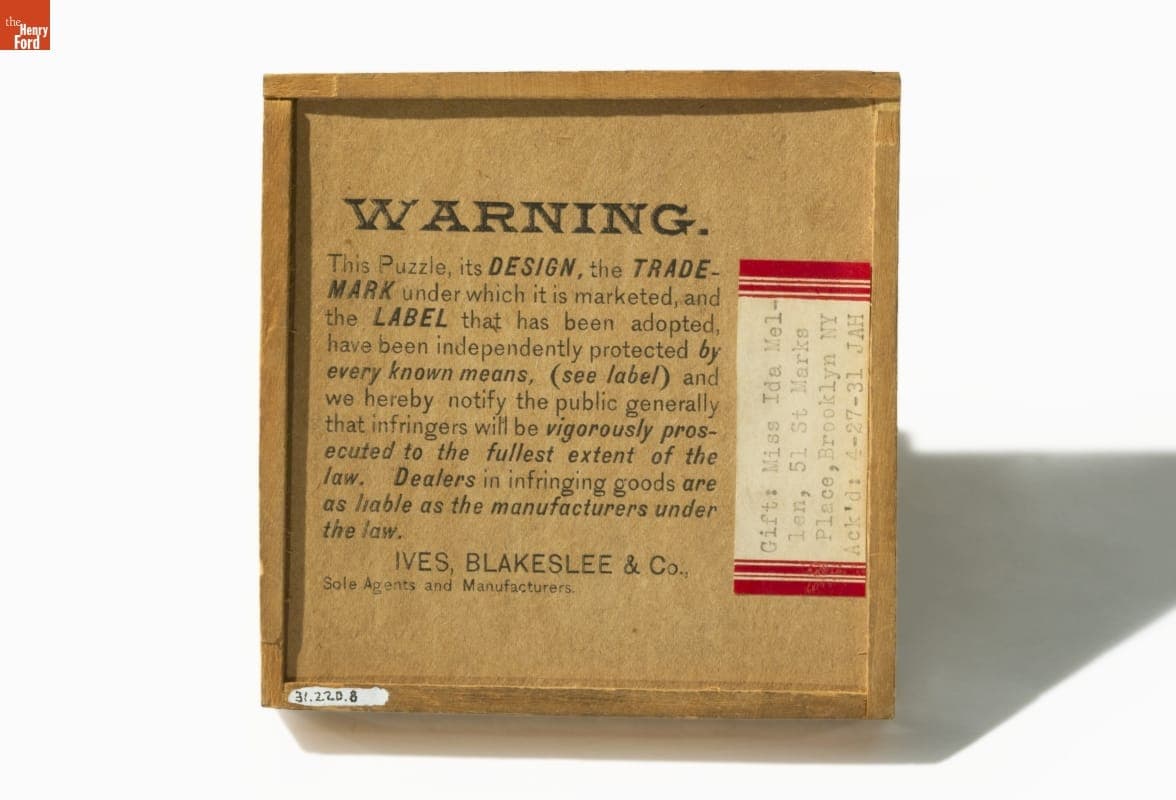 the
Henry
Ford
WARNING.
This Puzzle, its DESIGN, the TRADE-
MARK under which it is marketed, and
the LABEL that has been adopted,
have been independently protected by
every known means, (see label) and
we hereby notify the public generally
that infringers will be vigorously pros-
ecuted to the fullest extent of the
law. Dealers in infringing goods are
as liable as the manufacturers under
the law.
IVES, BLAKESLEE & Co.,
Sole Agents and Manufacturers.
Gift: Miss Ida Mel-
len, 51 St Marks
Place, Brooklyn NY
Ack'd: 4-27-31 JAH
31.220.8